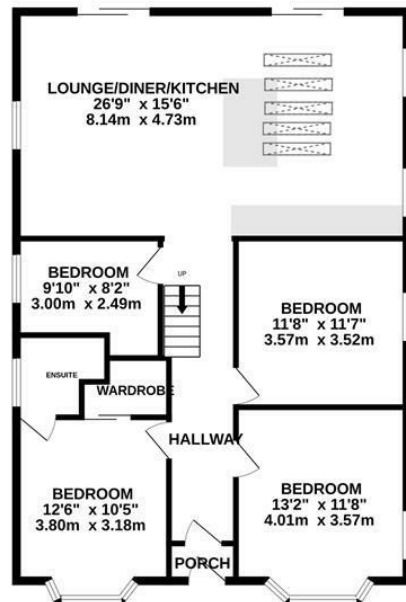 LOUNGE/DINER/KITCHEN
26'9" x 15'6"
8.14m x 4.73m
BEDROOM
9'10" x 8'2"
3.00m x 2.49m
UP
BEDROOM
11'8" x 11'7"
3.57m x 3.52m
ENSUITE
WARDROBE
HALLWAY
BEDROOM
12'6" x 10'5"
3.80m x 3.18m
BEDROOM
13'2" x 11'8"
4.01m x 3.57m
PORCH